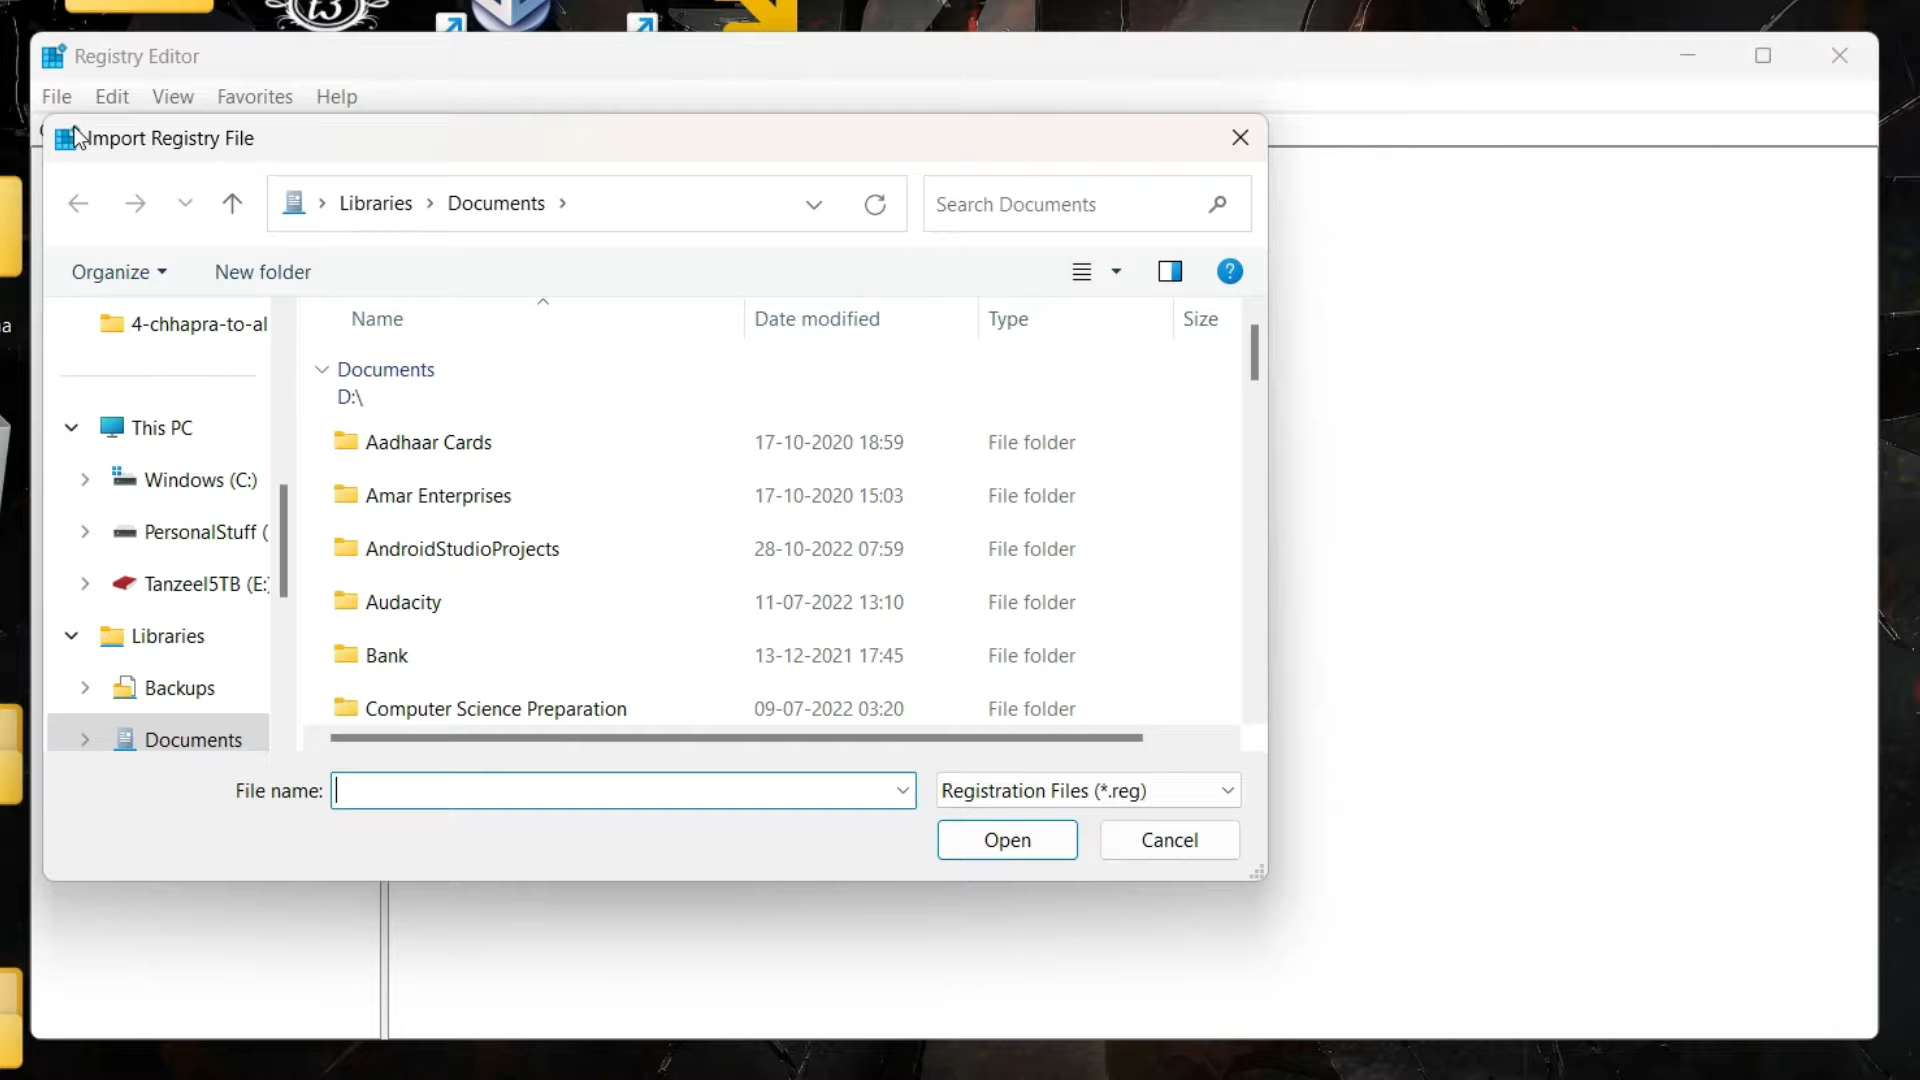 t3
Registry Editor
File Edit View Favorites Help
Import Registry File
Libraries Documents
Search Documents
Organize New folder
?
4-chhapra-to-al
This PC
Windows (C:)
PersonalStuff (
Tanzeel5TB (E:
Libraries
Backups
Documents
Name Date modified Type Size
Documents
D:\
Aadhaar Cards 17-10-2020 18:59 File folder
Amar Enterprises 17-10-2020 15:03 File folder
AndroidStudioProjects 28-10-2022 07:59 File folder
Audacity 11-07-2022 13:10 File folder
Bank 13-12-2021 17:45 File folder
Computer Science Preparation 09-07-2022 03:20 File folder
File name: Registration Files (*.reg)
Open Cancel